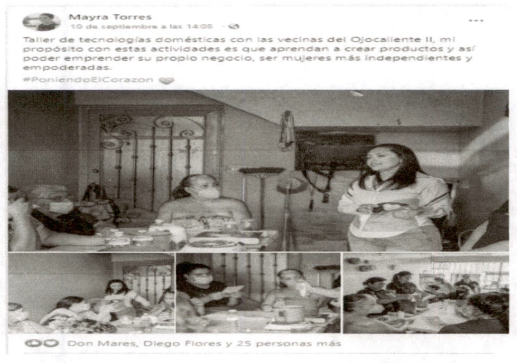 Mayra Torres
10 de septiembre a las 14:05 ·
Taller de tecnologías domésticas con las vecinas del Ojocaliente II, mi
propósito con estas actividades es que aprendan a crear productos y así
poder emprender su propio negocio, ser mujeres más independientes y
empoderadas.
#PoniendoElCorazon
Don Mares, Diego Flores y 25 personas más